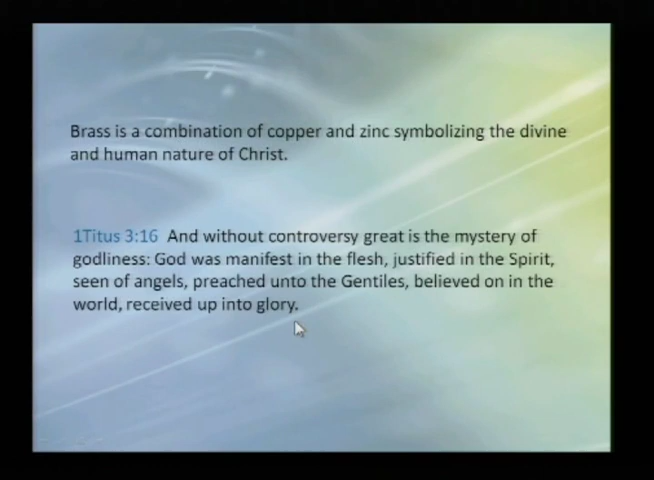 Brass is a combination of copper and zinc symbolizing the divine
and human nature of Christ.
1Titus 3:16 And without controversy great is the mystery of
godliness: God was manifest in the flesh, justified in the Spirit,
seen of angels, preached unto the Gentiles, believed on in the
world, received up into glory.